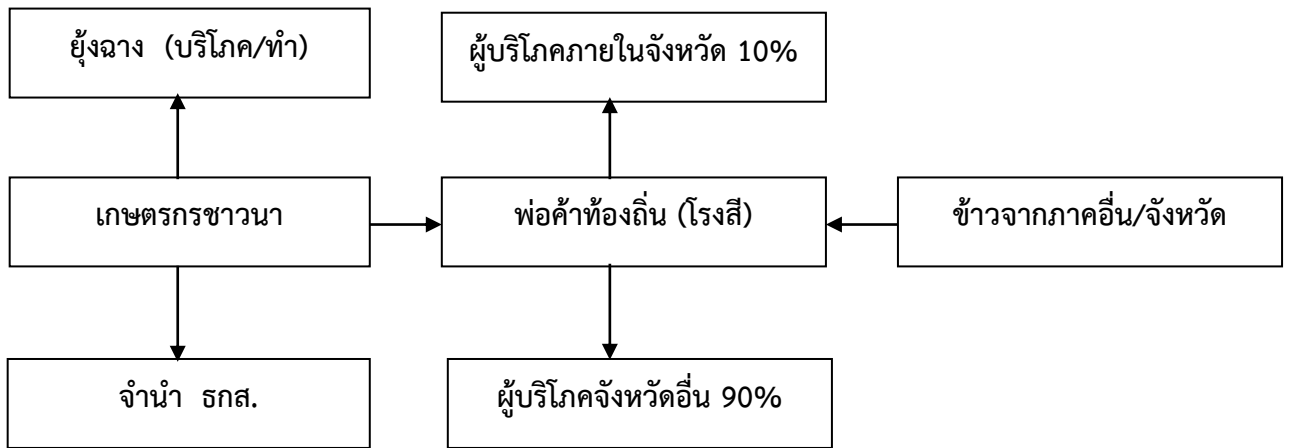 ยุ้งฉาง (บริโภค/ทำ)
ผู้บริโภคภายในจังหวัด 10%
เกษตรกรชาวนา
พ่อค้าท้องถิ่น (โรงสี)
ข้าวจากภาคอื่น/จังหวัด
จำนำ ธกส.
ผู้บริโภคจังหวัดอื่น 90%